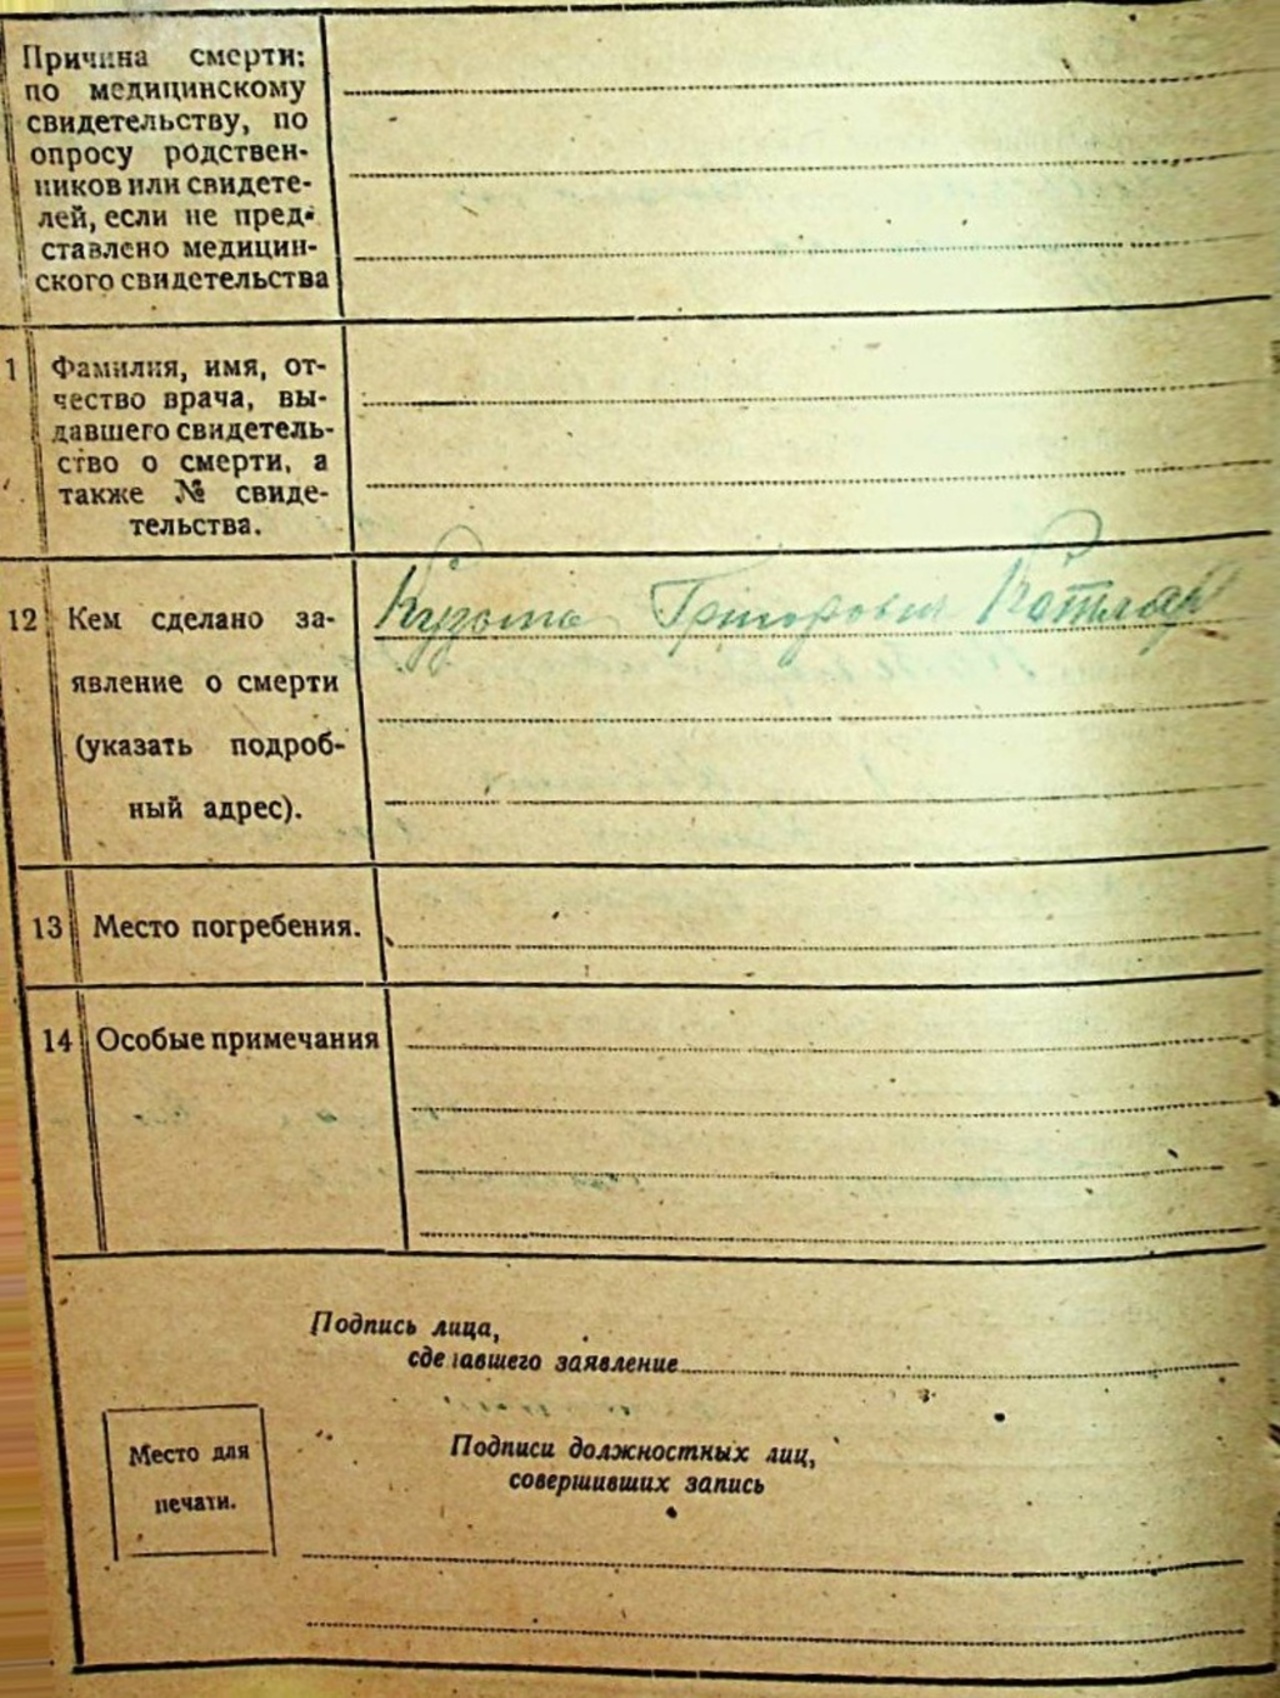 Причина смерти:
по медицинскому
свидетельству, по
опросу родствен-
ников или свидете-
лей, если не пред-
ставлено медицин-
ского свидетельства
1 Фамилия, имя, от-
чество врача, вы-
давшего свидетель-
ство о смерти, а
также № свиде-
тельства.
12 Кем сделано за-
явление о смерти
(указать подроб-
ный адрес).
Кузьма Григорович Котляр
13 Место погребения.
14 Особые примечания
Подпись лица,
сделавшего заявление
Место для
печати.
Подписи должностных лиц,
совершивших запись